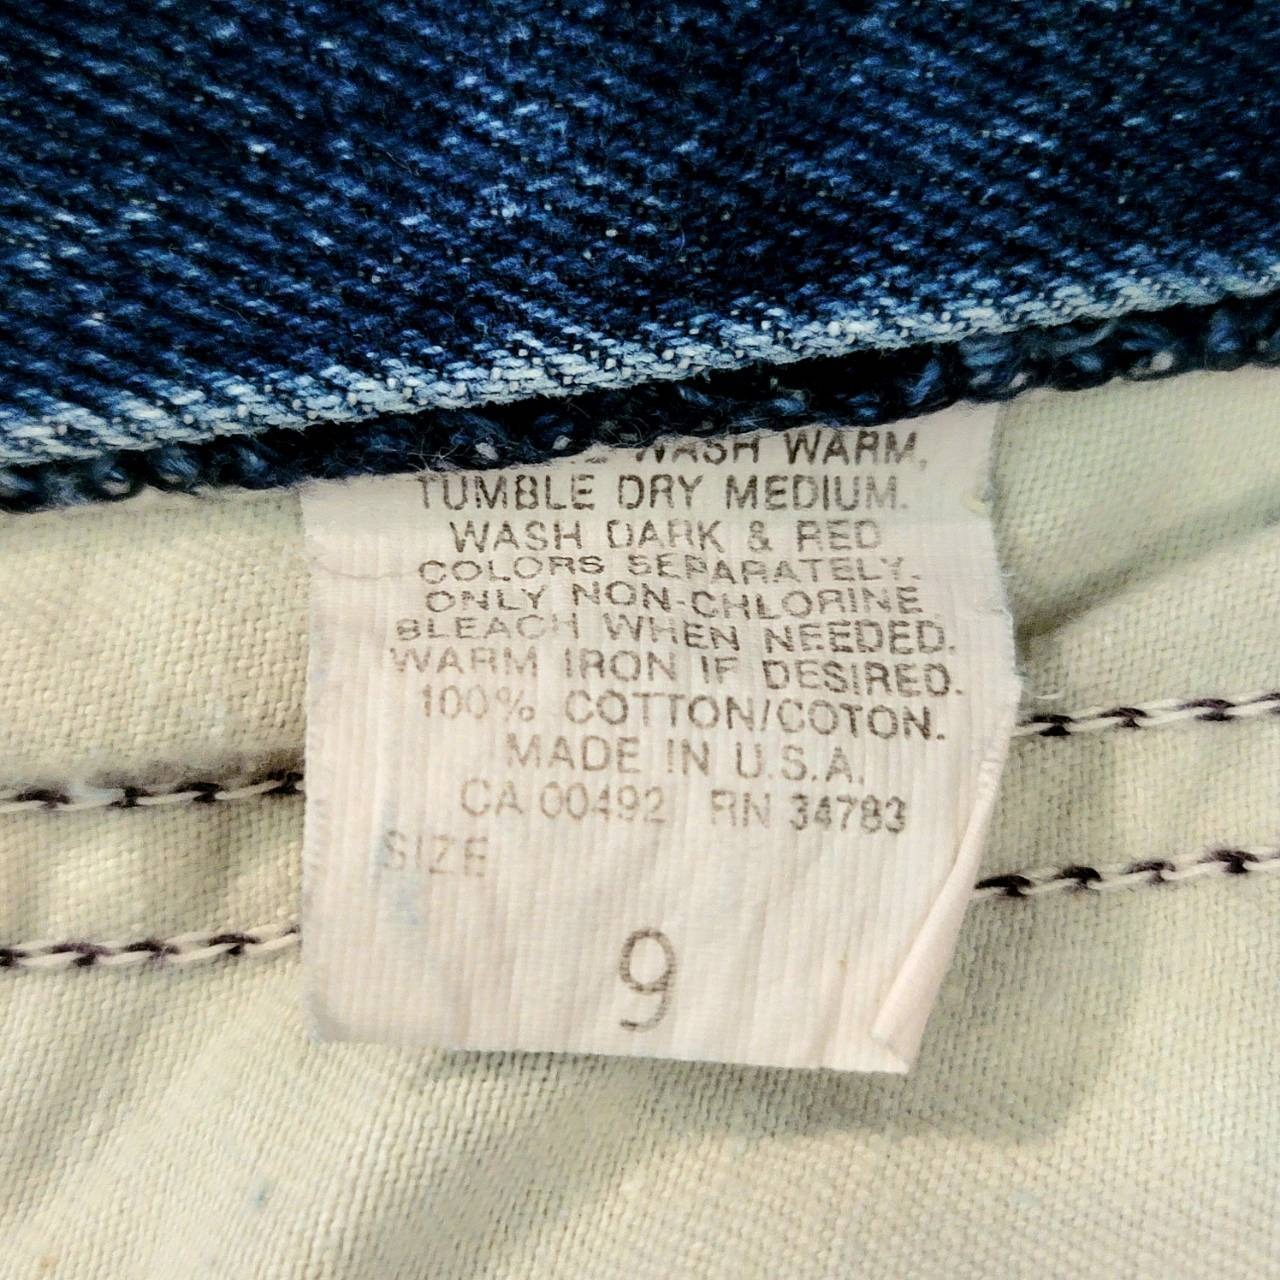 WASH WARM,
TUMBLE DRY MEDIUM.
WASH DARK & RED
COLORS SEPARATELY.
ONLY NON-CHLORINE
BLEACH WHEN NEEDED.
WARM IRON IF DESIRED.
100% COTTON/COTON.
MADE IN U.S.A.
CA 00492 RN 34783
SIZE
9